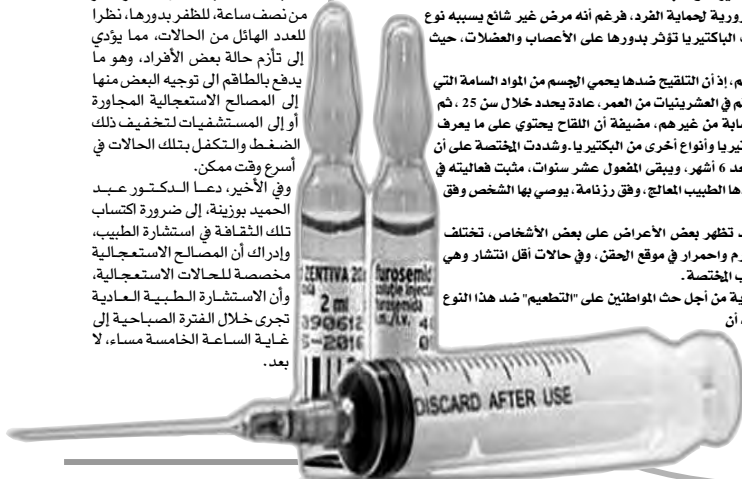 رورية لحماية الفرد، فرغم أنه مرض غير شائع يسببه نوع
الباكتيريا تؤثر بدورها على الأعصاب والعضلات، حيث
م، إذ أن التلقيح ضدها يحمي الجسم من المواد السامة التي
م في العشرينيات من العمر، عادة يحدد خلال سن 25، ثم
صابة من غيرهم، مضيفة أن اللقاح يحتوي على ما يعرف
تيريا وأنواع أخرى من البكتيريا. وشددت المختصة على أن
عد 6 أشهر، ويبقى المفعول عشر سنوات، مثبت فعاليته في
دها الطبيب المعالج، وفق رزنامة، يوصي بها الشخص وفق
د تظهر بعض الأعراض على بعض الأشخاص، تختلف
رم واحمرار في موقع الحقن، وفي حالات أقل انتشار وهي
ب المختصة.
ية من أجل حث المواطنين على "التطعيم" ضد هذا النوع
أن
من نصف ساعة، للظفر بدورها، نظرا
للعدد الهائل من الحالات، مما يؤدي
إلى تأزم حالة بعض الأفراد، وهو ما
يدفع بالطاقم الى توجيه البعض منها
إلى المصالح الاستعجالية المجاورة
أو إلى المستشفيات لتخفيف ذلك
الضغط والتكفل بتلك الحالات في
أسرع وقت ممكن.
وفي الأخير، دعا الدكتور عبد
الحميد بوزينة، إلى ضرورة اكتساب
تلك الثقافة في استشارة الطبيب،
وإدراك أن المصالح الاستعجالية
مخصصة للحالات الاستعجالية،
وأن الاستشارة الطبية العادية
تجرى خلال الفترة الصباحية إلى
غاية الساعة الخامسة مساء، لا
بعد.
ZENTIVA 20
2 ml
090612
5-2016
furosemid
soluție inject
furosemidă
i.m./i.v.
DISCARD AFTER USE